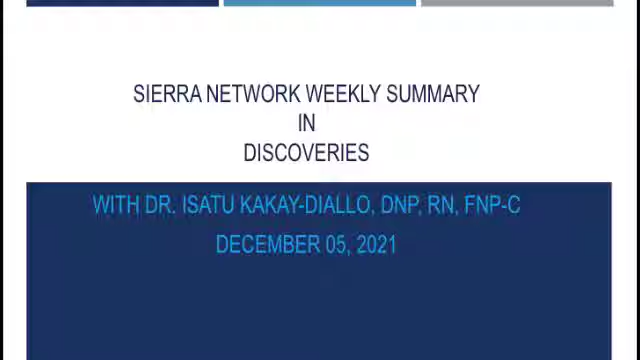 SIERRA NETWORK WEEKLY SUMMARY
IN
DISCOVERIES
WITH DR. ISATU KAKAY-DIALLO, DNP, RN, FNP-C
DECEMBER 05, 2021